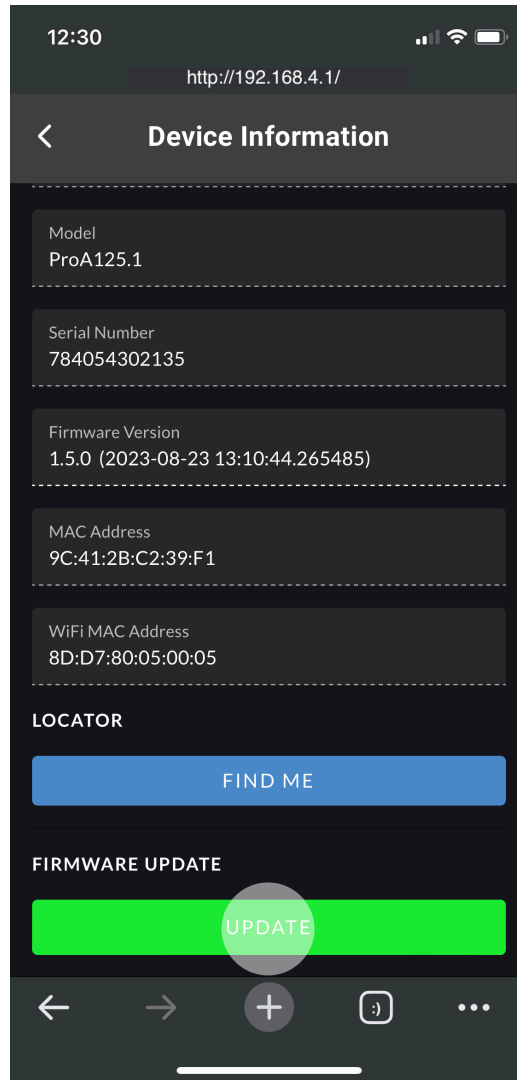 12:30
http://192.168.4.1/
Device Information
Model
ProA125.1
Serial Number
784054302135
Firmware Version
1.5.0 (2023-08-23 13:10:44.265485)
MAC Address
9C:41:2B:C2:39:F1
WiFi MAC Address
8D:D7:80:05:00:05
LOCATOR
FIND ME
FIRMWARE UPDATE
UPDATE
:)